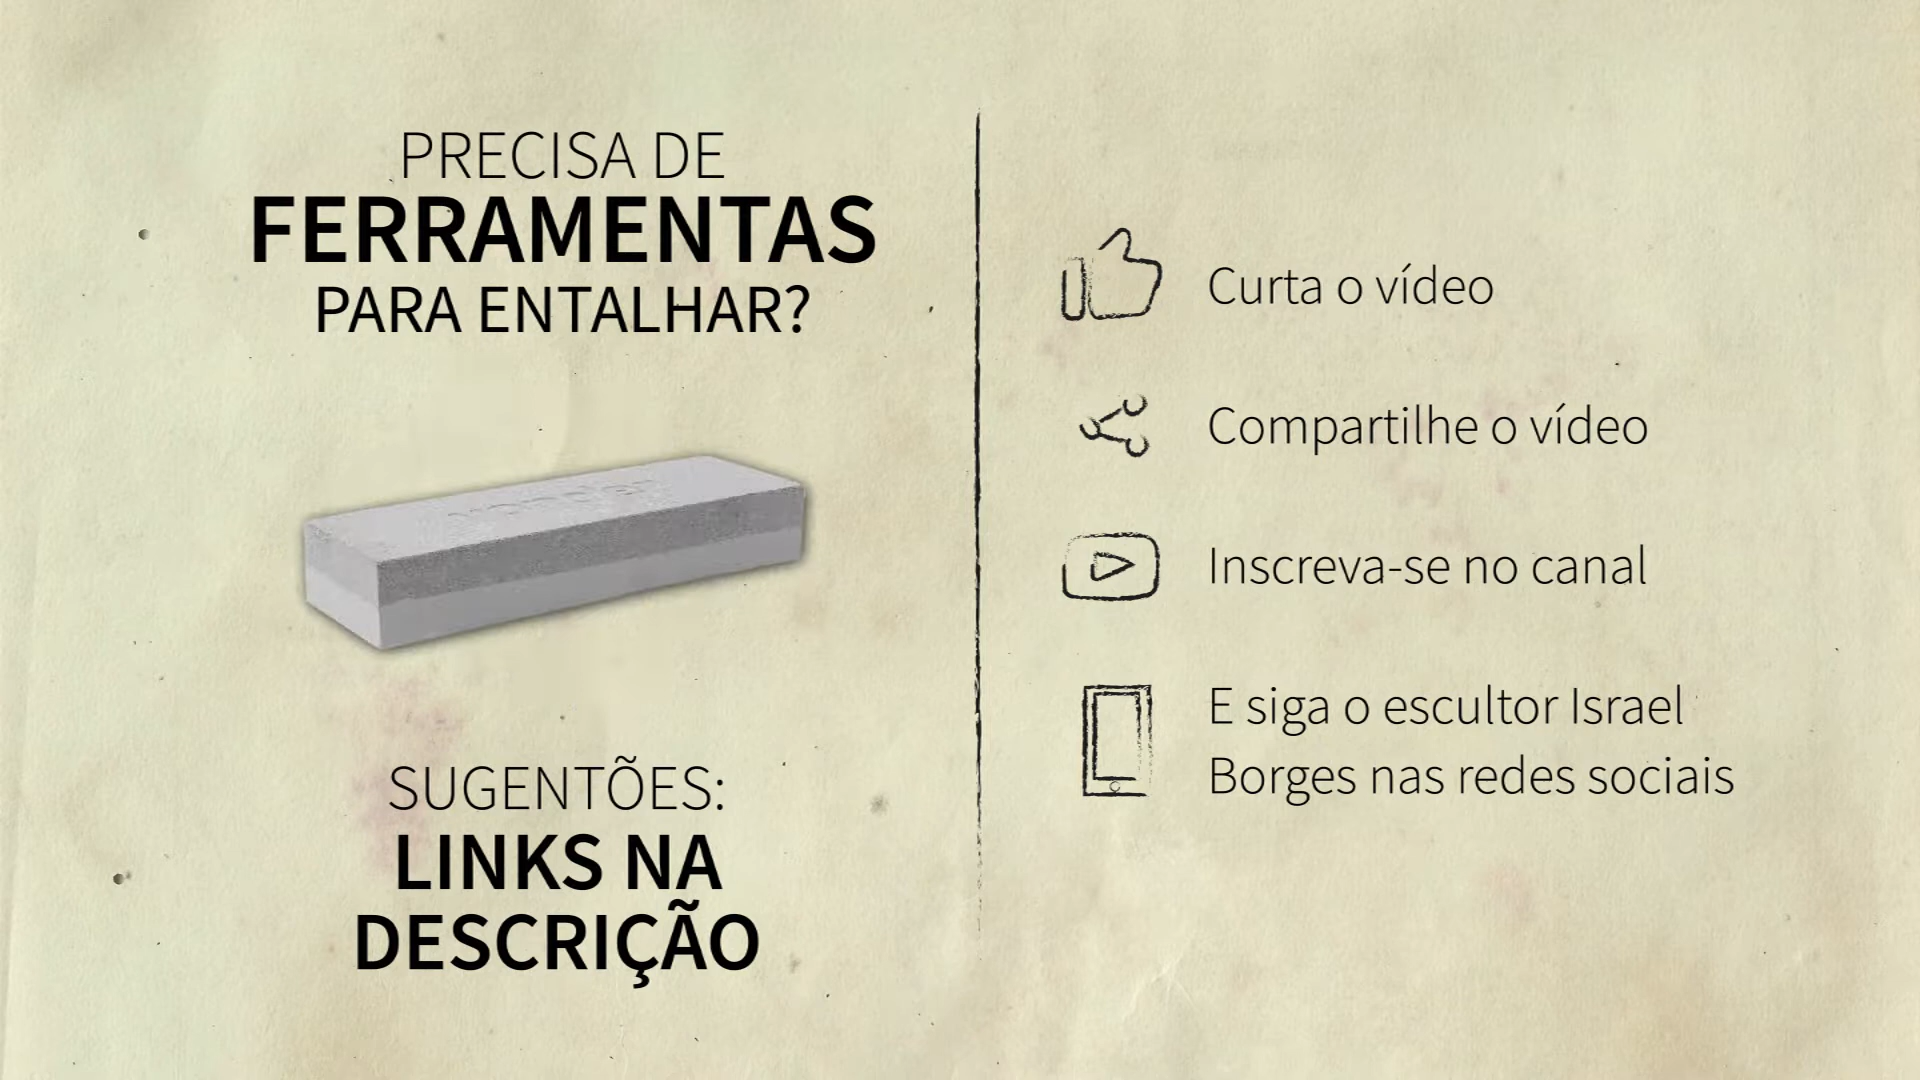 PRECISA DE
FERRAMENTAS
PARA ENTALHAR?
SUGENTÕES:
LINKS NA
DESCRIÇÃO
Curta o vídeo
Compartilhe o vídeo
Inscreva-se no canal
E siga o escultor Israel
Borges nas redes sociais